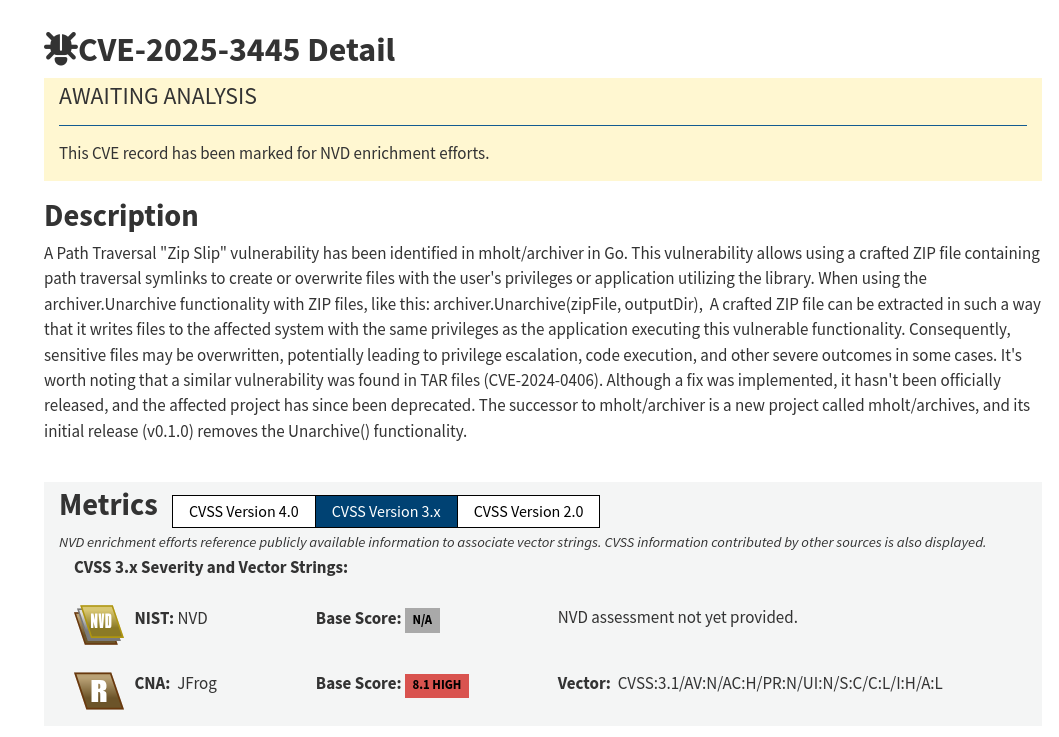 CVE-2025-3445 Detail
AWAITING ANALYSIS
This CVE record has been marked for NVD enrichment efforts.
Description
A Path Traversal "Zip Slip" vulnerability has been identified in mholt/archiver in Go. This vulnerability allows using a crafted ZIP file containing
path traversal symlinks to create or overwrite files with the user's privileges or application utilizing the library. When using the
archiver.Unarchive functionality with ZIP files, like this: archiver.Unarchive(zipFile, outputDir),  A crafted ZIP file can be extracted in such a way
that it writes files to the affected system with the same privileges as the application executing this vulnerable functionality. Consequently,
sensitive files may be overwritten, potentially leading to privilege escalation, code execution, and other severe outcomes in some cases. It's
worth noting that a similar vulnerability was found in TAR files (CVE-2024-0406). Although a fix was implemented, it hasn't been officially
released, and the affected project has since been deprecated. The successor to mholt/archiver is a new project called mholt/archives, and its
initial release (v0.1.0) removes the Unarchive() functionality.
Metrics CVSS Version 4.0 CVSS Version 3.x CVSS Version 2.0
NVD enrichment efforts reference publicly available information to associate vector strings. CVSS information contributed by other sources is also displayed.
CVSS 3.x Severity and Vector Strings:
NVD NIST: NVD Base Score: N/A NVD assessment not yet provided.
R CNA: JFrog Base Score: 8.1 HIGH Vector: CVSS:3.1/AV:N/AC:H/PR:N/UI:N/S:C/C:L/I:H/A:L